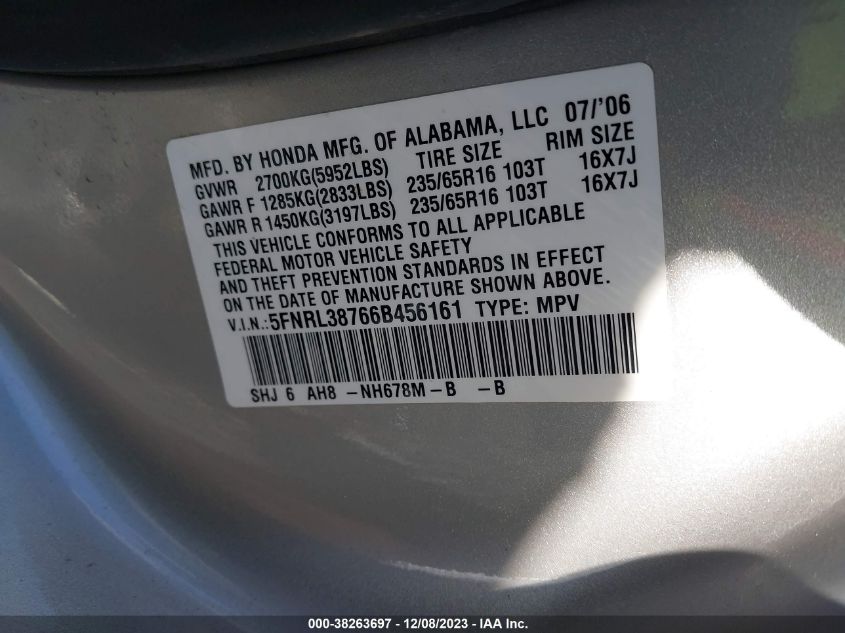 MFD. BY HONDA MFG. OF ALABAMA, LLC 07/'06
GVWR 2700KG(5952LBS) TIRE SIZE RIM SIZE
GAWR F 1285KG(2833LBS) 235/65R16 103T 16X7J
GAWR R 1450KG(3197LBS) 235/65R16 103T 16X7J
THIS VEHICLE CONFORMS TO ALL APPLICABLE
FEDERAL MOTOR VEHICLE SAFETY
AND THEFT PREVENTION STANDARDS IN EFFECT
ON THE DATE OF MANUFACTURE SHOWN ABOVE.
V.I.N.:5FNRL38766B456161 TYPE: MPV
SHJ 6 AH8 -NH678M-B -B
000-38263697 - 12/08/2023 - IAA Inc.